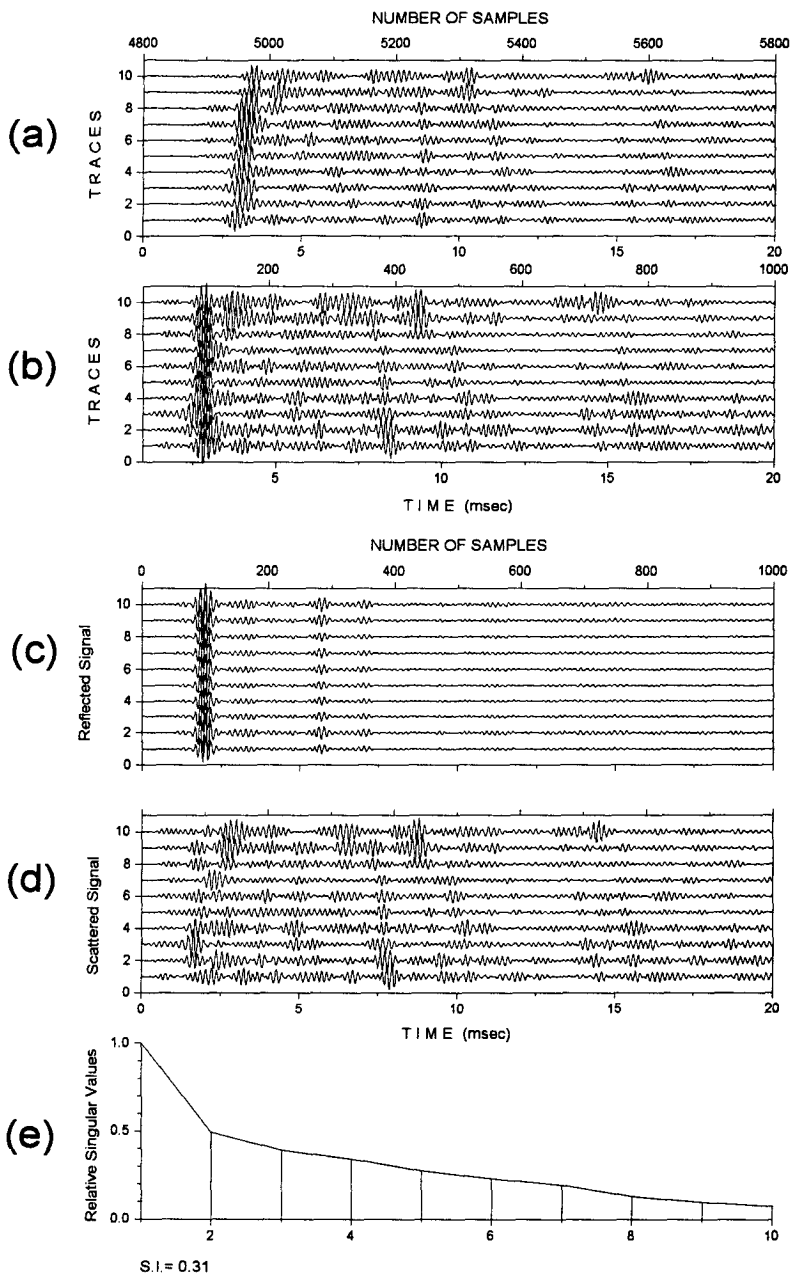 NUMBER OF SAMPLES
4800 5000 5200 5400 5600 5800
(a)
TRACES
10
8
6
4
2
0
0 5 10 15 20
200 400 600 800 1000
(b)
TRACES
10
8
6
4
2
0
0 5 10 15 20
TIME (msec)
NUMBER OF SAMPLES
0 200 400 600 800 1000
(c)
Reflected Signal
10
8
6
4
2
0
(d)
Scattered Signal
10
8
6
4
2
0
0 5 10 15 20
TIME (msec)
(e)
Relative Singular Values
1.0
0.5
0.0
2 4 6 8 10
S.I.= 0.31